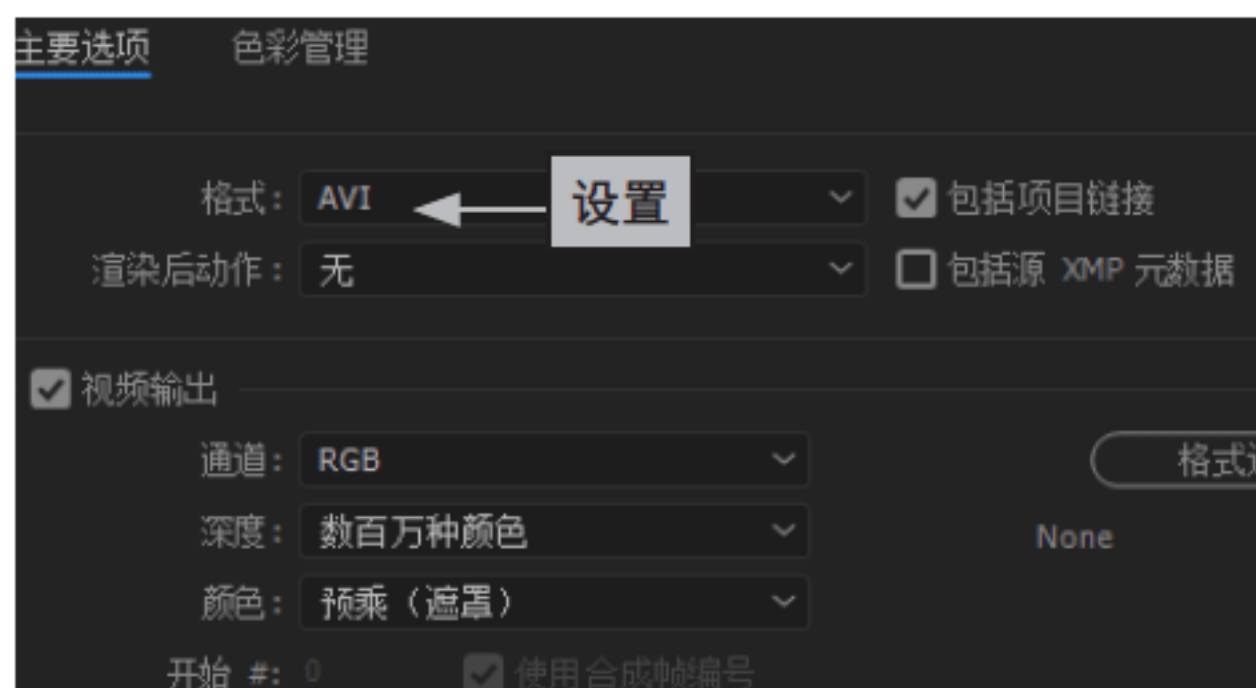 主要选项 色彩管理
格式： AVI 设置 包括项目链接
渲染后动作： 无 包括源 XMP 元数据
视频输出
通道： RGB 格式
深度： 数百万种颜色 None
颜色： 预乘（遮罩）
开始 #: 0 使用合成帧编号